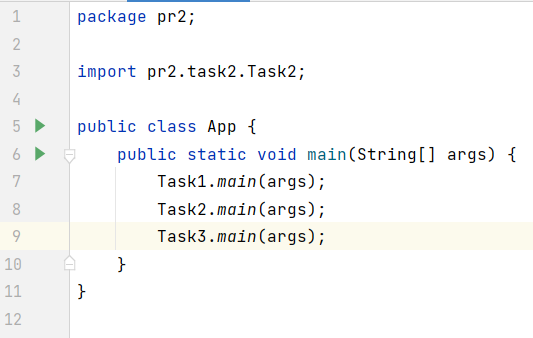 1 package pr2;
2
3 import pr2.task2.Task2;
4
5 public class App {
6     public static void main(String[] args) {
7         Task1.main(args);
8         Task2.main(args);
9         Task3.main(args);
10     }
11 }
12